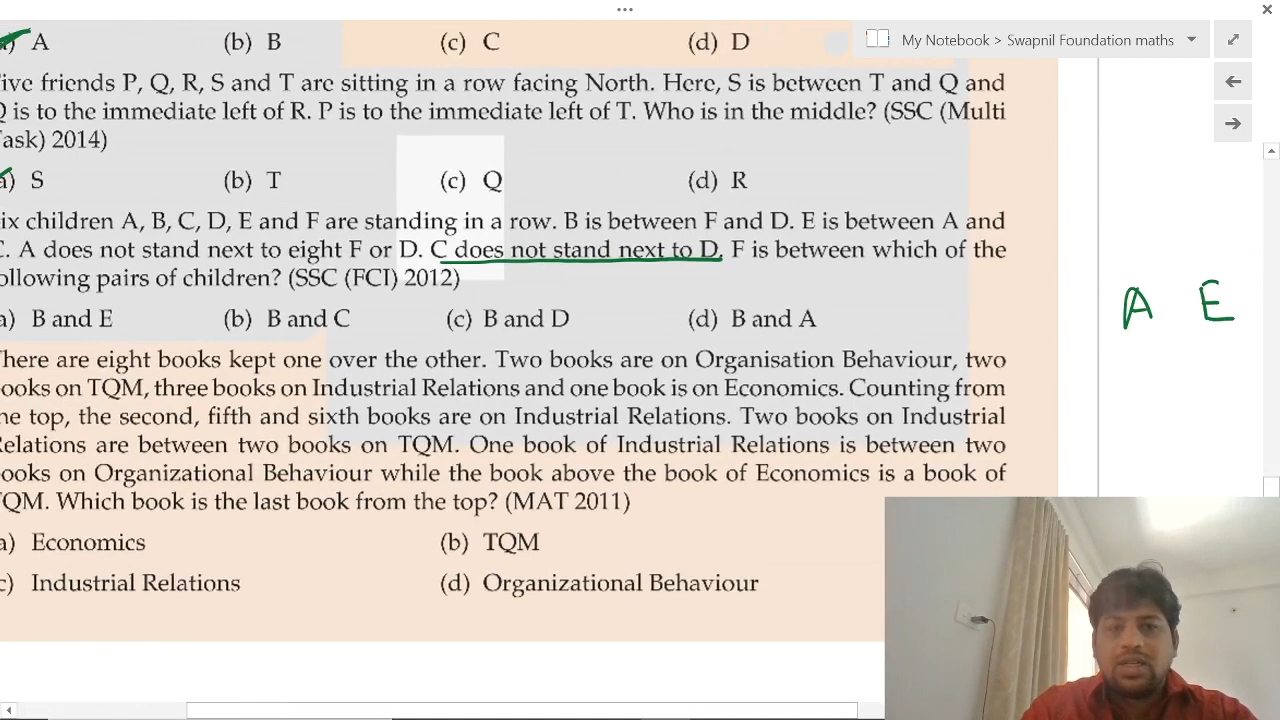 A (b) B (c) C (d) D
My Notebook > Swapnil Foundation maths
ive friends P, Q, R, S and T are sitting in a row facing North. Here, S is between T and Q and
Q is to the immediate left of R. P is to the immediate left of T. Who is in the middle? (SSC (Multi
Task) 2014)
a) S (b) T (c) Q (d) R
ix children A, B, C, D, E and F are standing in a row. B is between F and D. E is between A and
C. A does not stand next to eight F or D. C does not stand next to D. F is between which of the
ollowing pairs of children? (SSC (FCI) 2012)
A E
a) B and E (b) B and C (c) B and D (d) B and A
There are eight books kept one over the other. Two books are on Organisation Behaviour, two
ooks on TQM, three books on Industrial Relations and one book is on Economics. Counting from
he top, the second, fifth and sixth books are on Industrial Relations. Two books on Industrial
Relations are between two books on TQM. One book of Industrial Relations is between two
ooks on Organizational Behaviour while the book above the book of Economics is a book of
TQM. Which book is the last book from the top? (MAT 2011)
a) Economics (b) TQM
c) Industrial Relations (d) Organizational Behaviour